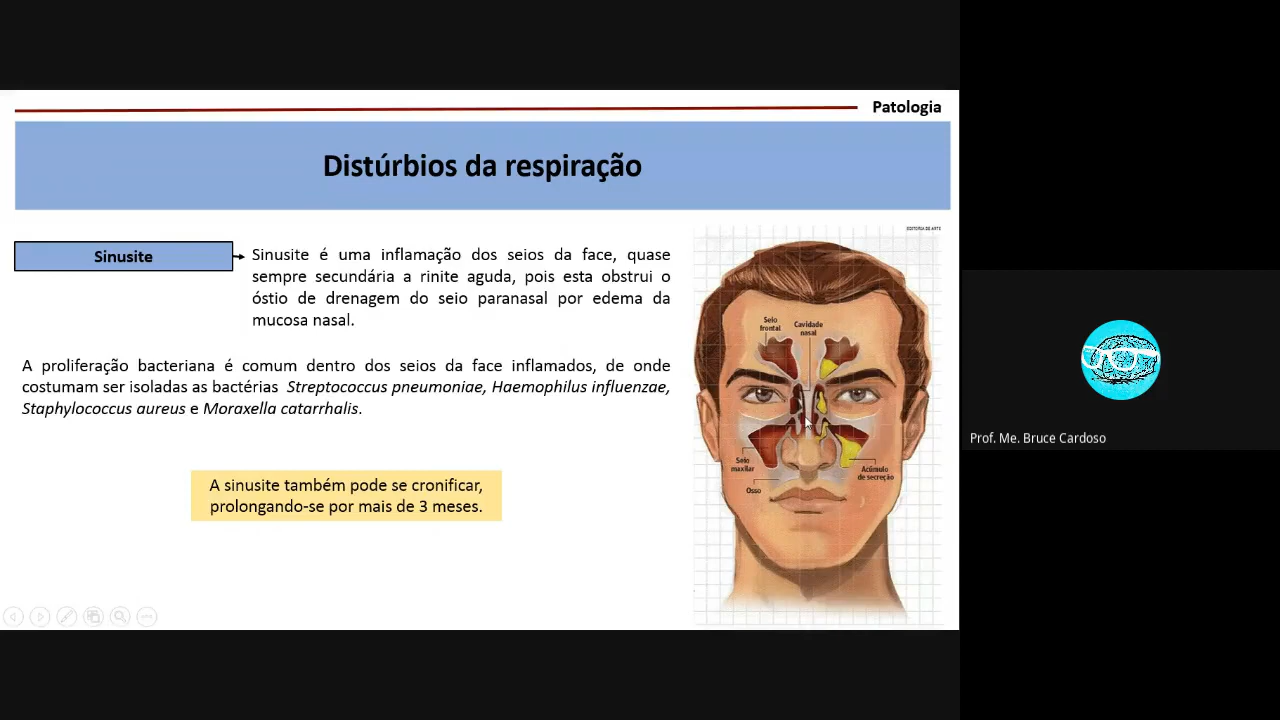 Patologia
Distúrbios da respiração
Sinusite
Sinusite é uma inflamação dos seios da face, quase
sempre secundária a rinite aguda, pois esta obstrui o
óstio de drenagem do seio paranasal por edema da
mucosa nasal.
A proliferação bacteriana é comum dentro dos seios da face inflamados, de onde
costumam ser isoladas as bactérias Streptococcus pneumoniae, Haemophilus influenzae,
Staphylococcus aureus e Moraxella catarrhalis.
A sinusite também pode se cronificar,
prolongando-se por mais de 3 meses.
EDITORIA DE ARTE
Seio
frontal
Cavidade
nasal
Seio
maxilar
Osso
Acúmulo
de secreção
Prof. Me. Bruce Cardoso